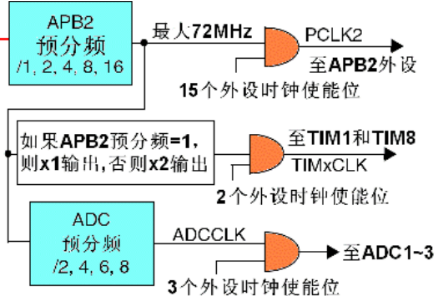 APB2
预分频
/1, 2, 4, 8, 16
最大72MHz
PCLK2
至APB2外设
15个外设时钟使能位
如果APB2预分频=1,
则x1输出,否则x2输出
至TIM1和TIM8
TIMxCLK
2个外设时钟使能位
ADC
预分频
/2, 4, 6, 8
ADCCLK
至ADC1~3
3个外设时钟使能位